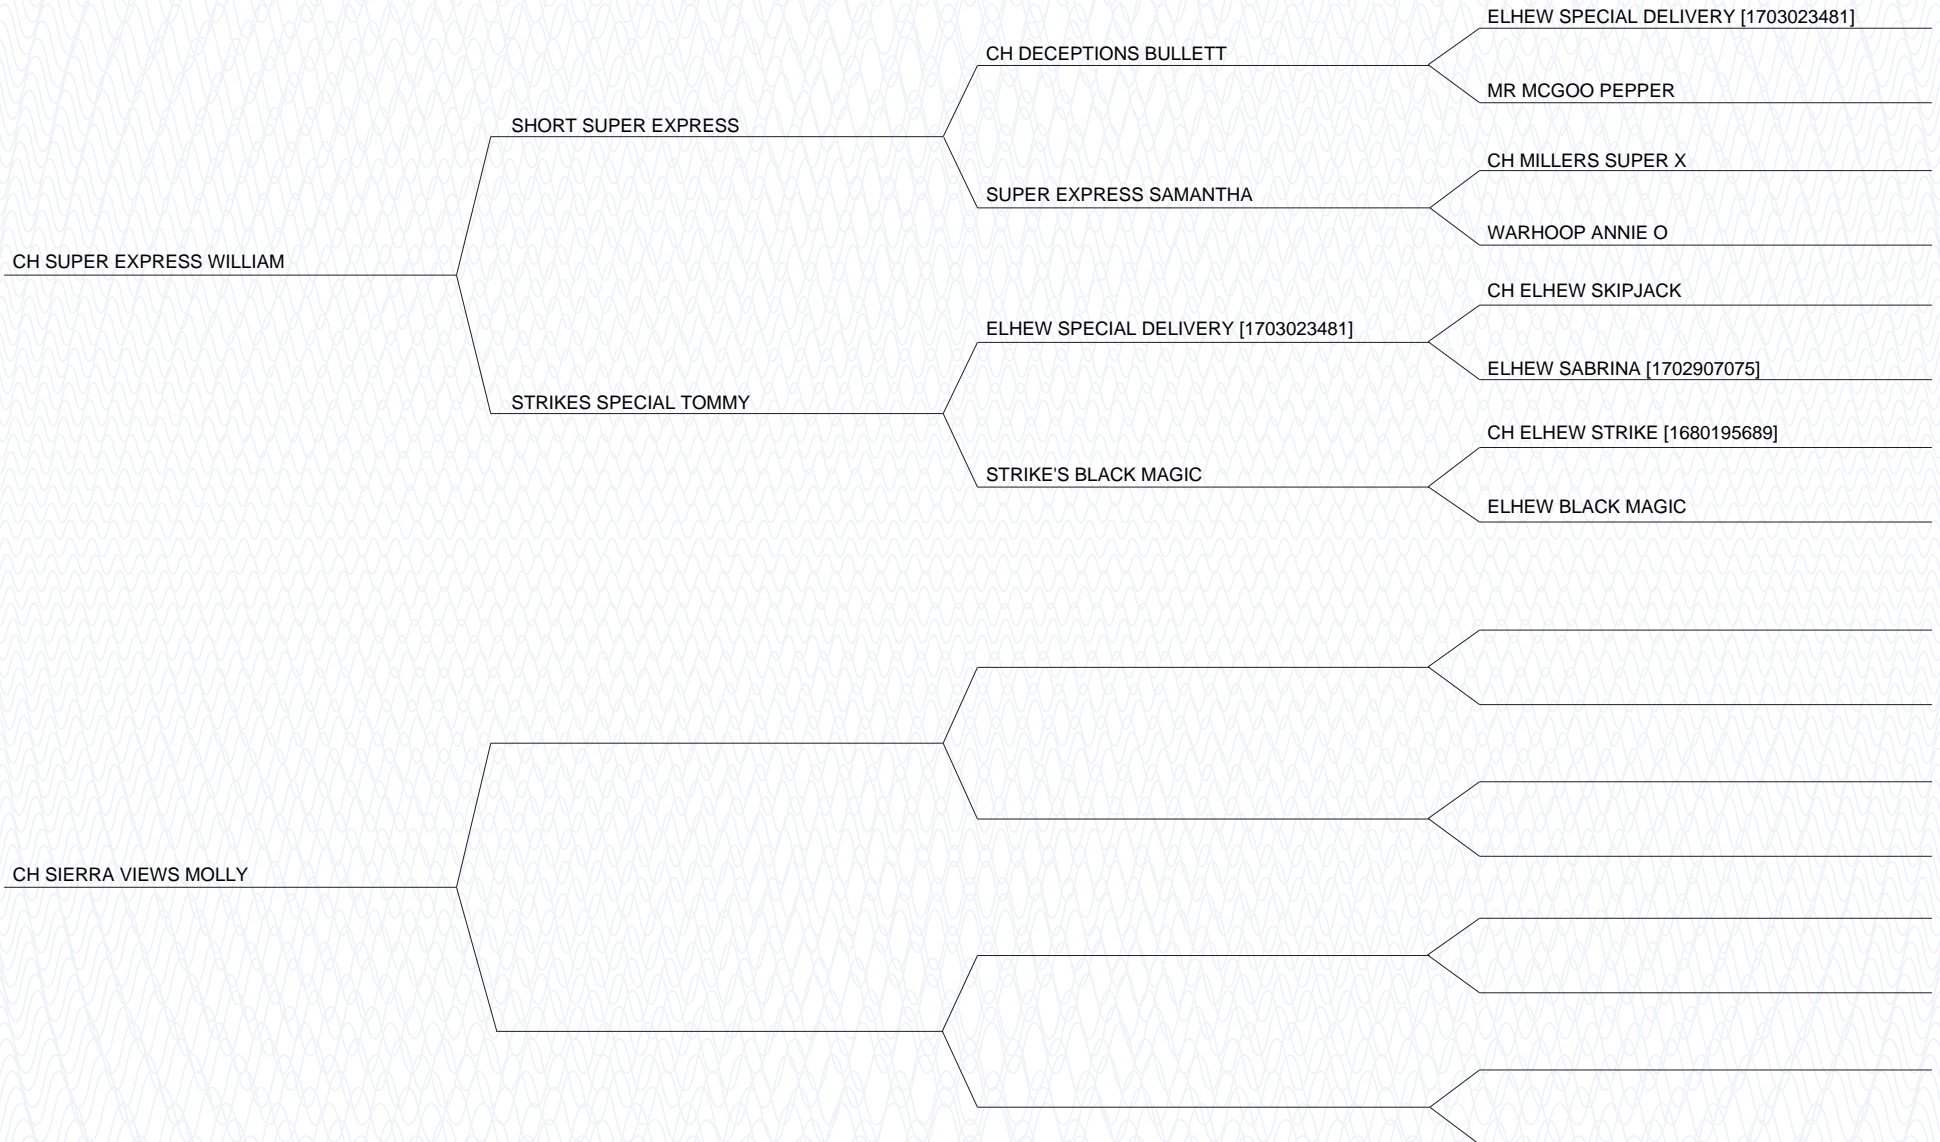 ELHEW SPECIAL DELIVERY [1703023481]
CH DECEPTIONS BULLETT
MR MCGOO PEPPER
SHORT SUPER EXPRESS
CH MILLERS SUPER X
SUPER EXPRESS SAMANTHA
WARHOOP ANNIE O
CH SUPER EXPRESS WILLIAM
CH ELHEW SKIPJACK
ELHEW SPECIAL DELIVERY [1703023481]
ELHEW SABRINA [1702907075]
STRIKES SPECIAL TOMMY
CH ELHEW STRIKE [1680195689]
STRIKE'S BLACK MAGIC
ELHEW BLACK MAGIC
CH SIERRA VIEWS MOLLY